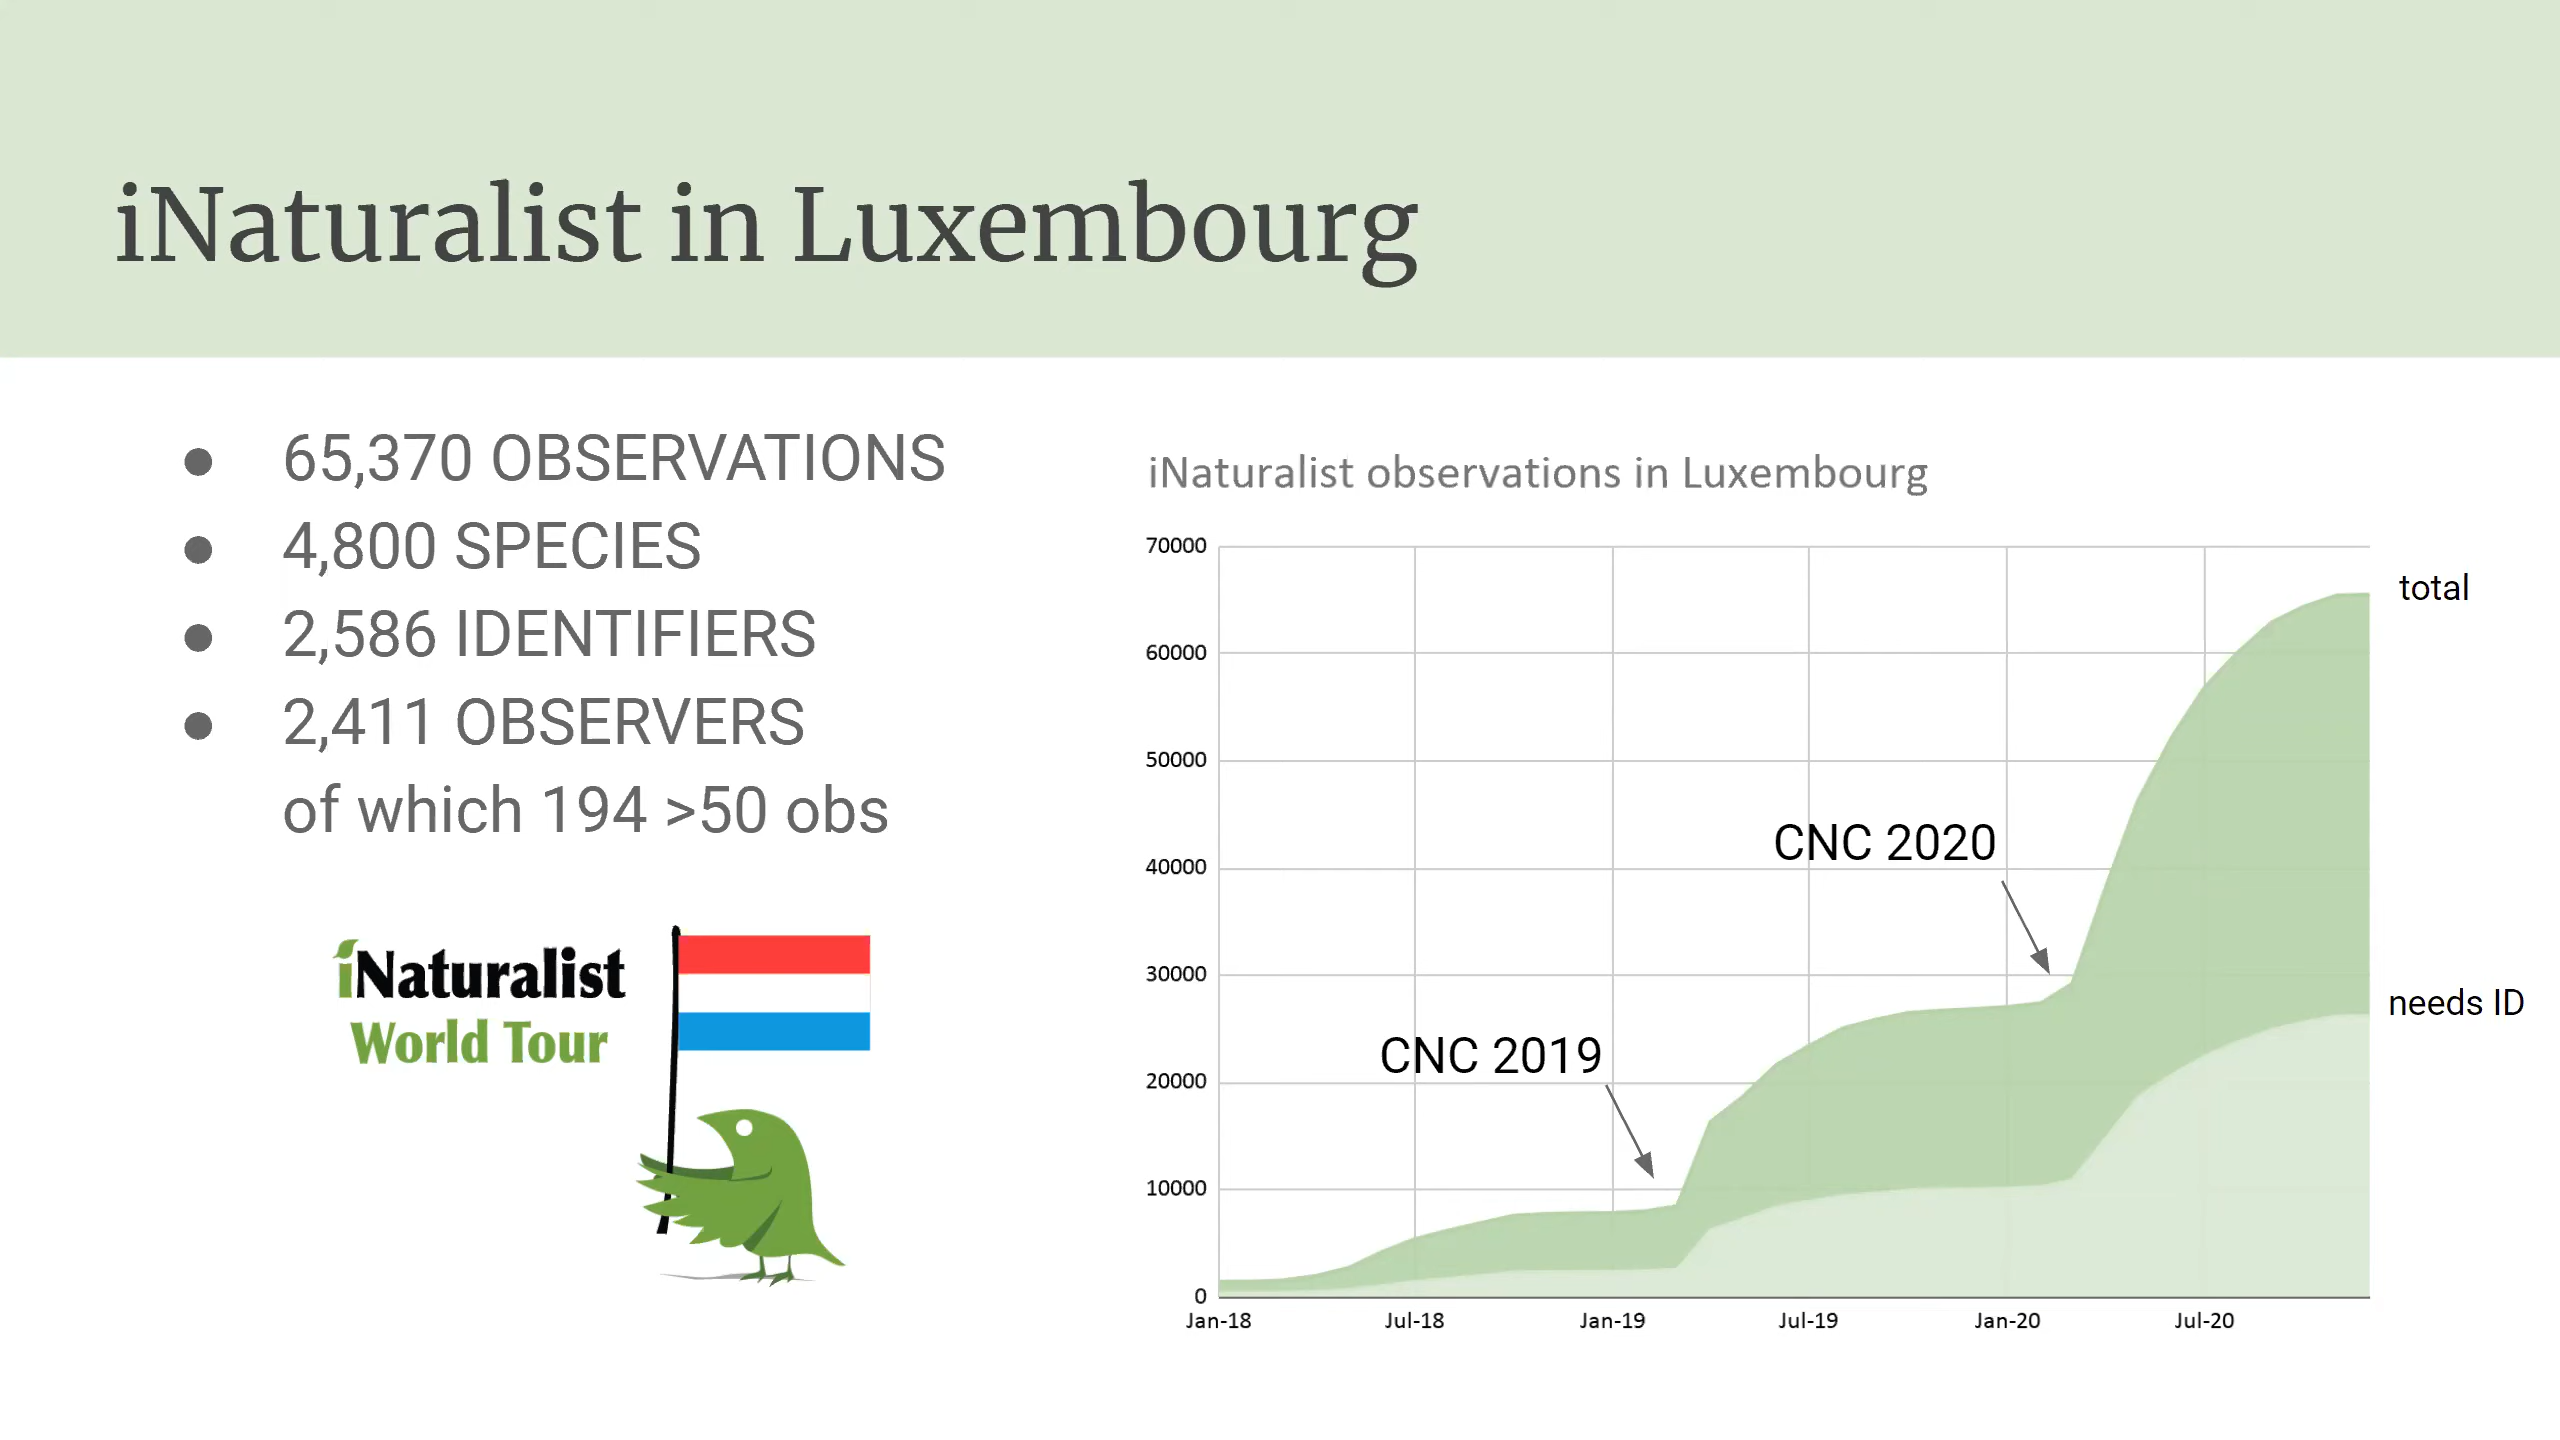 iNaturalist in Luxembourg
● 65,370 OBSERVATIONS
● 4,800 SPECIES
● 2,586 IDENTIFIERS
● 2,411 OBSERVERS
of which 194 >50 obs
iNaturalist
World Tour
iNaturalist observations in Luxembourg
70000
60000
50000
40000
30000
20000
10000
0
Jan-18 Jul-18 Jan-19 Jul-19 Jan-20 Jul-20
total
CNC 2020
needs ID
CNC 2019